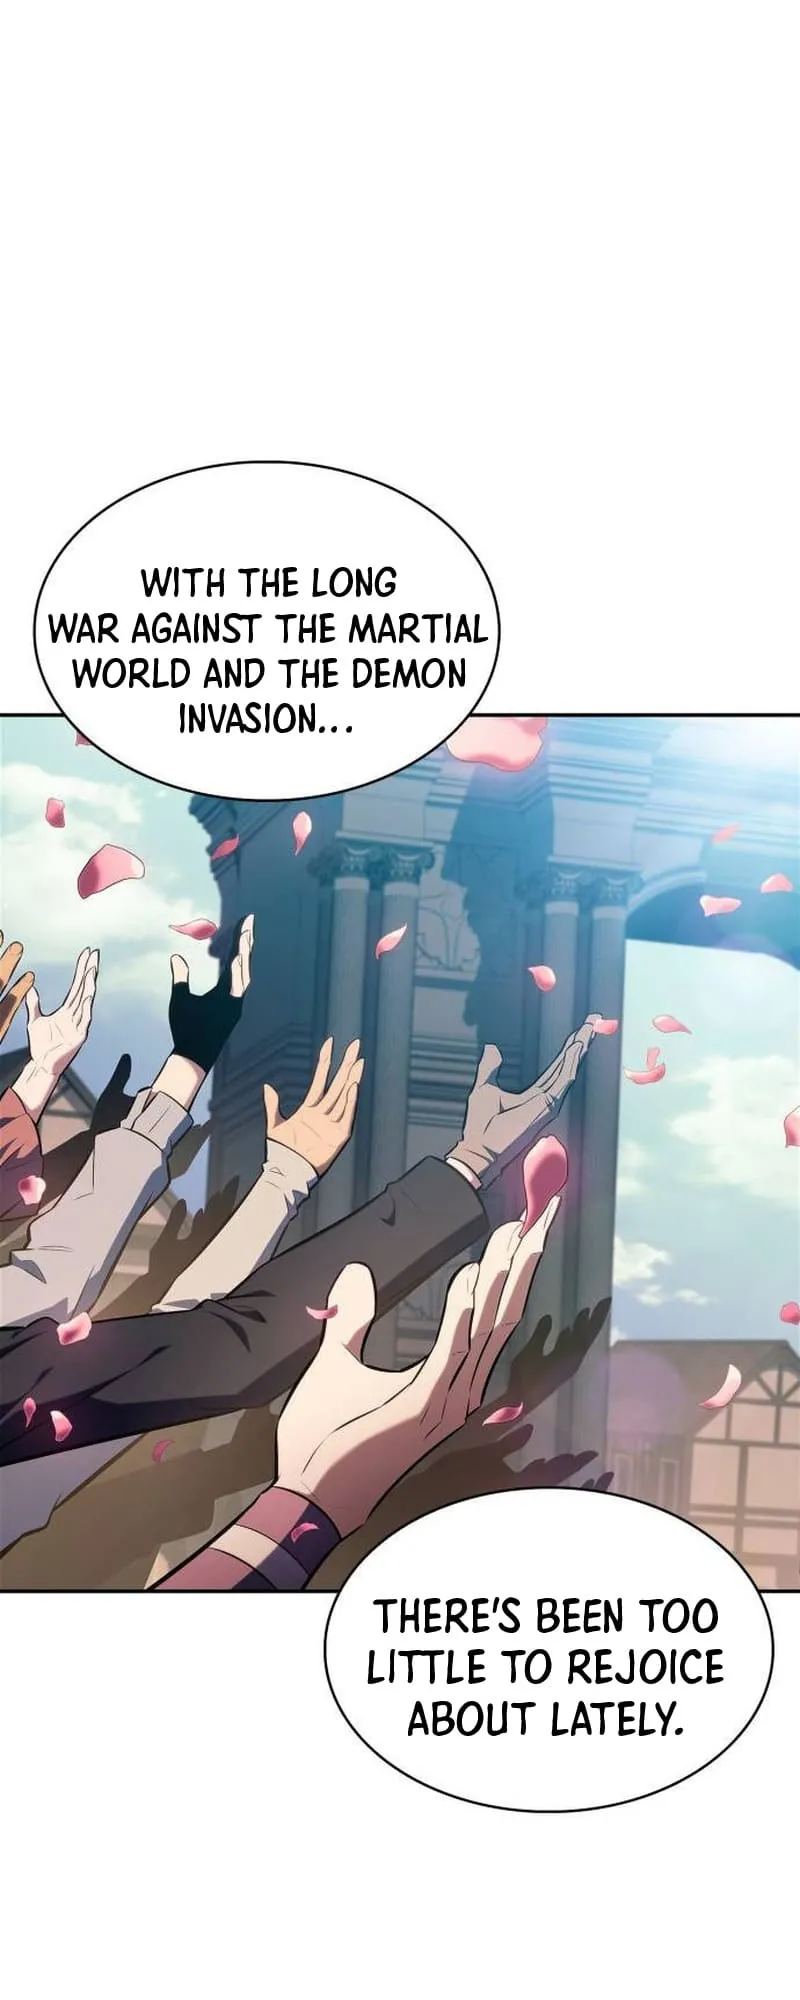 WITH THE LONG
WAR AGAINST THE MARTIAL
WORLD AND THE DEMON
INVASION...
THERE'S BEEN TOO
LITTLE TO REJOICE
ABOUT LATELY.